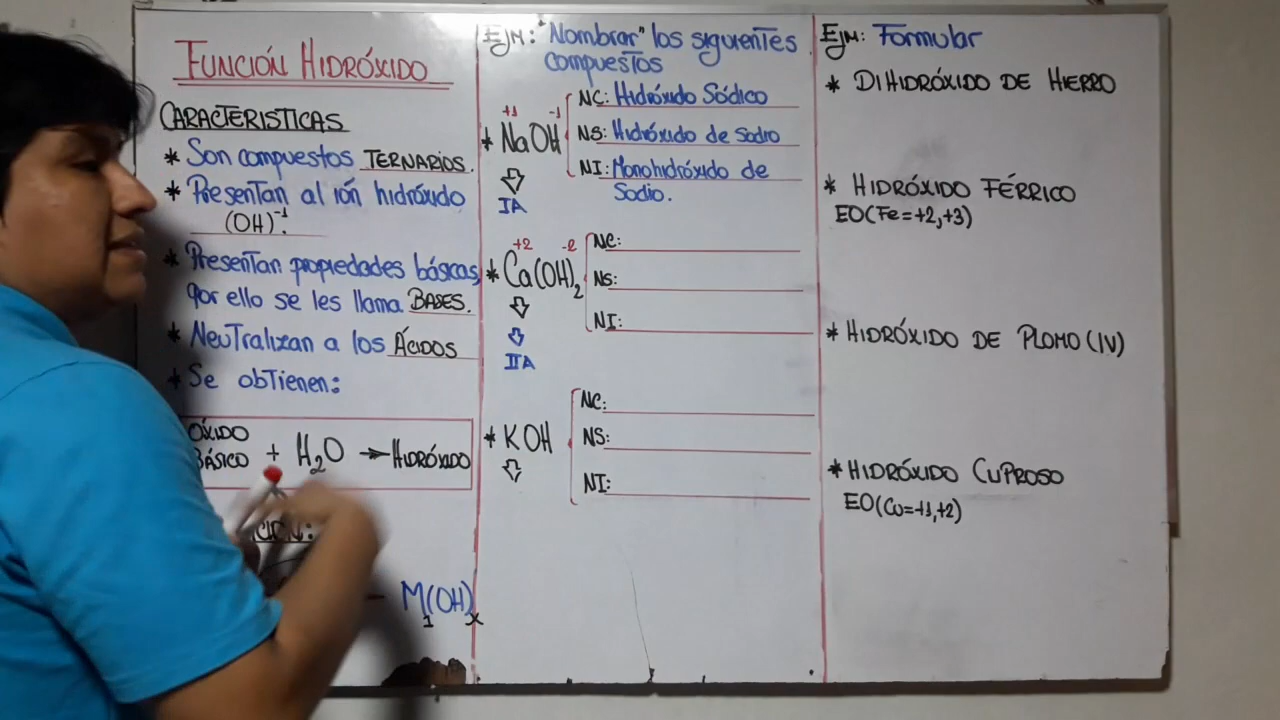 FUNCIÓN HIDRÓXIDO
CARACTERISTICAS
* Son compuestos TERNARIOS.
* Presentan al ión hidróxido
(OH)⁻¹.
* Presentan propiedades básicas,
por ello se les llama BASES.
* Neutralizan a los ÁCIDOS
* Se obtienen:
ÓXIDO
BÁSICO + H₂O → HIDRÓXIDO
M₁(OH)ₓ
EJM: "Nombrar" los siguientes
compuestos
+1 -1
* NaOH
IA
NC: Hidróxido Sódico
NS: Hidróxido de sodio
NI: Monohidróxido de
Sodio.
+2 -2
* Ca(OH)₂
IIA
NC:
NS:
NI:
* KOH
NC:
NS:
NI:
EJM: Formular
* DIHIDRÓXIDO DE HIERRO
* HIDRÓXIDO FÉRRICO
EO(Fe=+2,+3)
* HIDRÓXIDO DE PLOMO (IV)
* HIDRÓXIDO CUPROSO
EO(Cu=+1,+2)